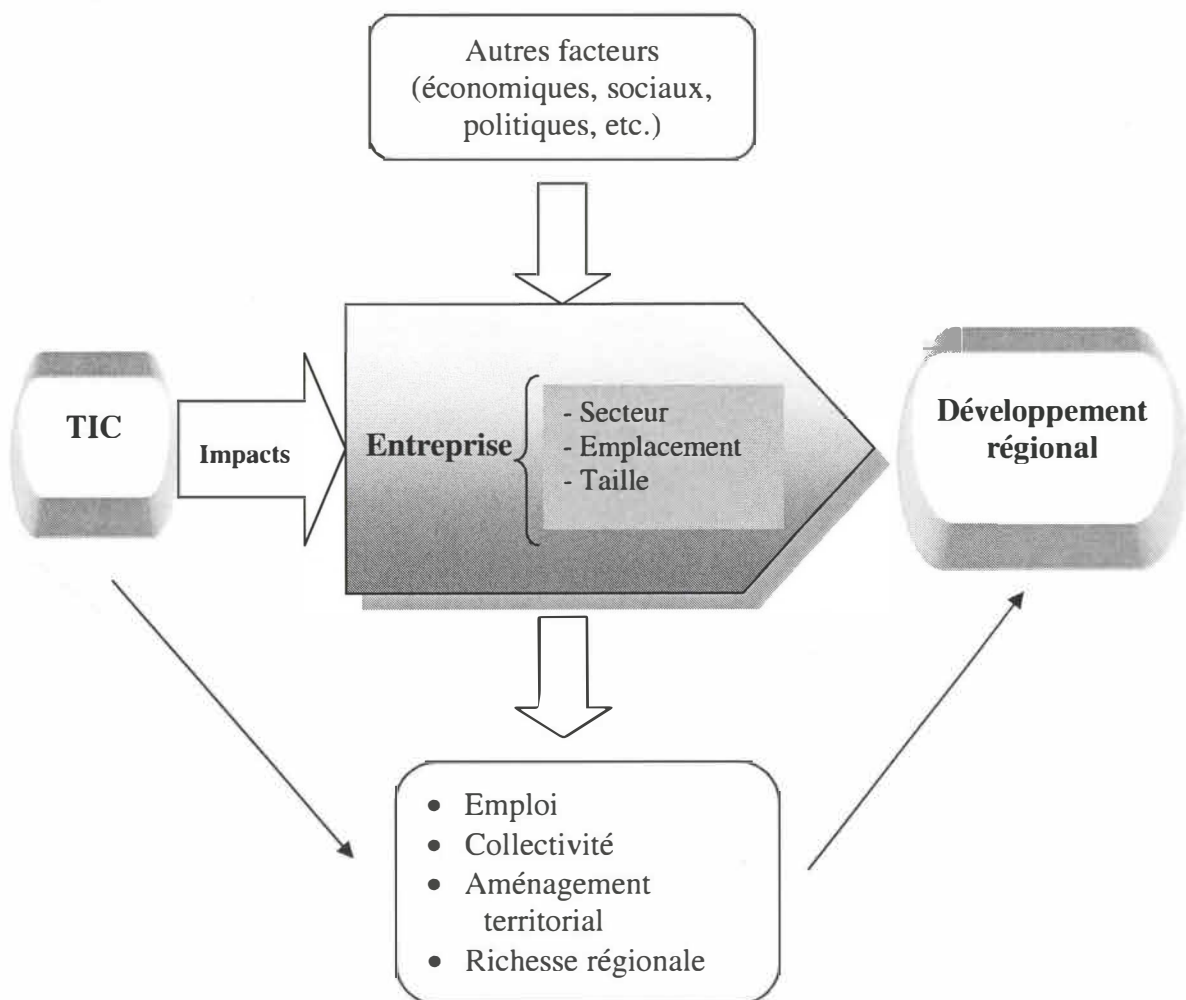 Autres facteurs
(économiques, sociaux,
politiques, etc.)
TIC
Impacts
Entreprise
- Secteur
- Emplacement
- Taille
Développement
régional
• Emploi
• Collectivité
• Aménagement
territorial
• Richesse régionale